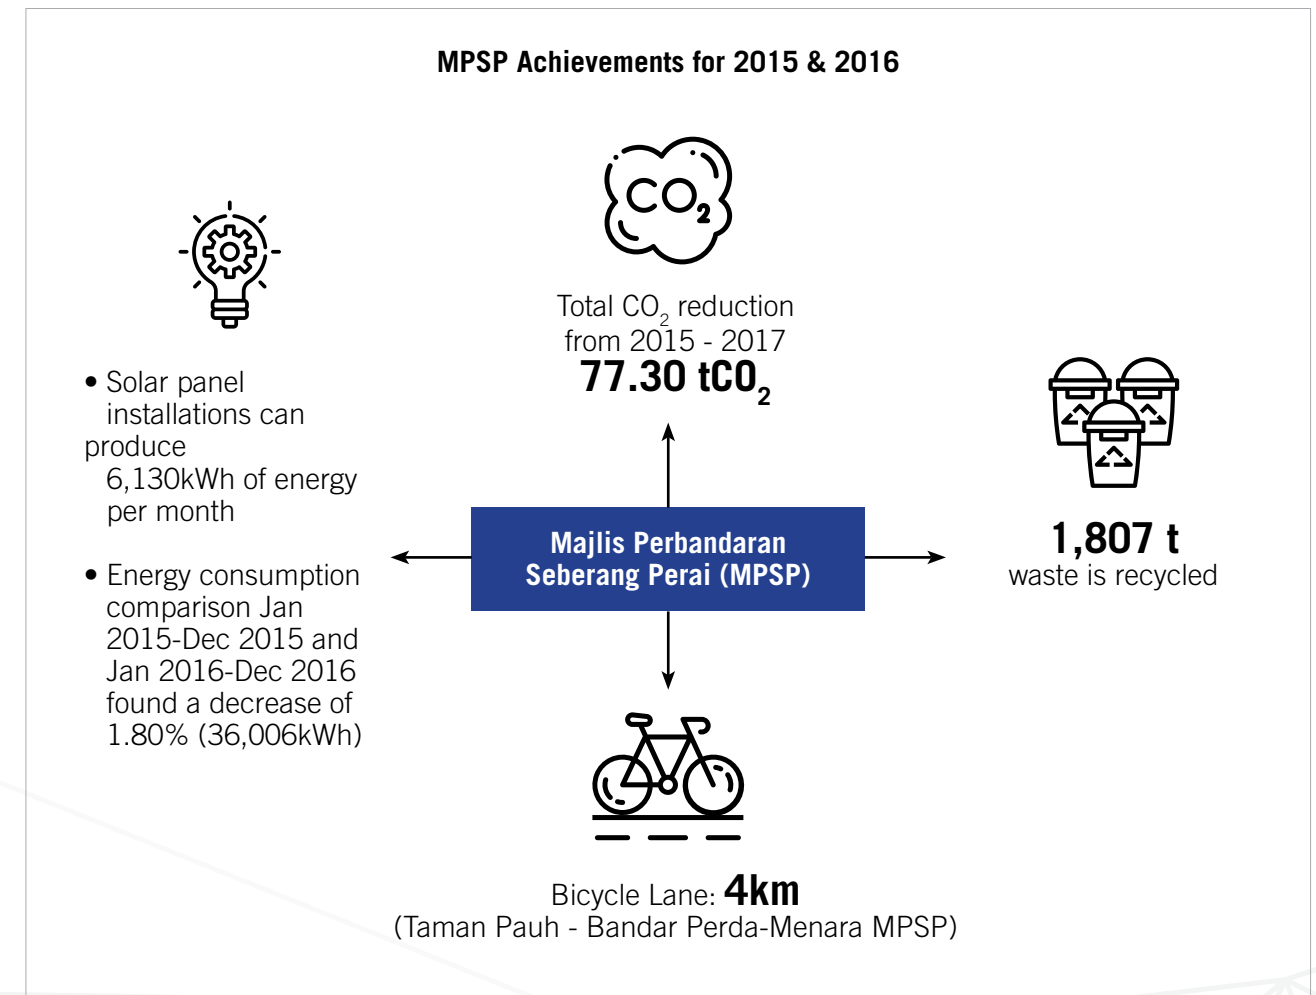 MPSP Achievements for 2015 & 2016
CO2
Total CO2 reduction
from 2015 - 2017
77.30 tCO2
• Solar panel
installations can
produce
6,130kWh of energy
per month
• Energy consumption
comparison Jan
2015-Dec 2015 and
Jan 2016-Dec 2016
found a decrease of
1.80% (36,006kWh)
Majlis Perbandaran
Seberang Perai (MPSP)
1,807 t
waste is recycled
Bicycle Lane: 4km
(Taman Pauh - Bandar Perda-Menara MPSP)